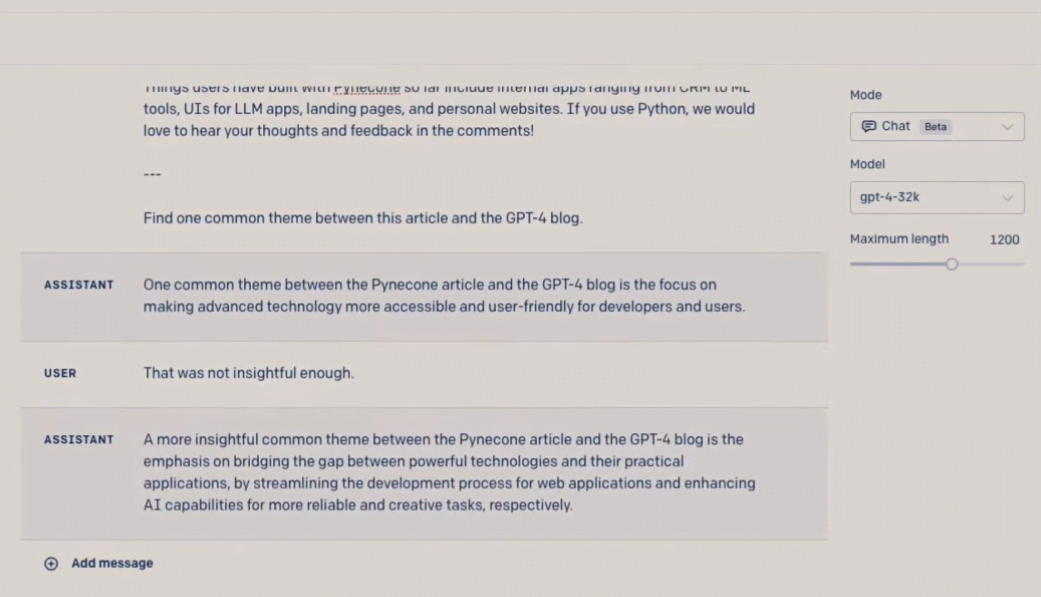 Things users have built with Pynecone so far include internal apps ranging from CRM to ML
tools, UIs for LLM apps, landing pages, and personal websites. If you use Python, we would
love to hear your thoughts and feedback in the comments!
---
Find one common theme between this article and the GPT-4 blog.
ASSISTANT
One common theme between the Pynecone article and the GPT-4 blog is the focus on
making advanced technology more accessible and user-friendly for developers and users.
USER
That was not insightful enough.
ASSISTANT
A more insightful common theme between the Pynecone article and the GPT-4 blog is the
emphasis on bridging the gap between powerful technologies and their practical
applications, by streamlining the development process for web applications and enhancing
AI capabilities for more reliable and creative tasks, respectively.
Add message
Mode
Chat Beta
Model
gpt-4-32k
Maximum length 1200